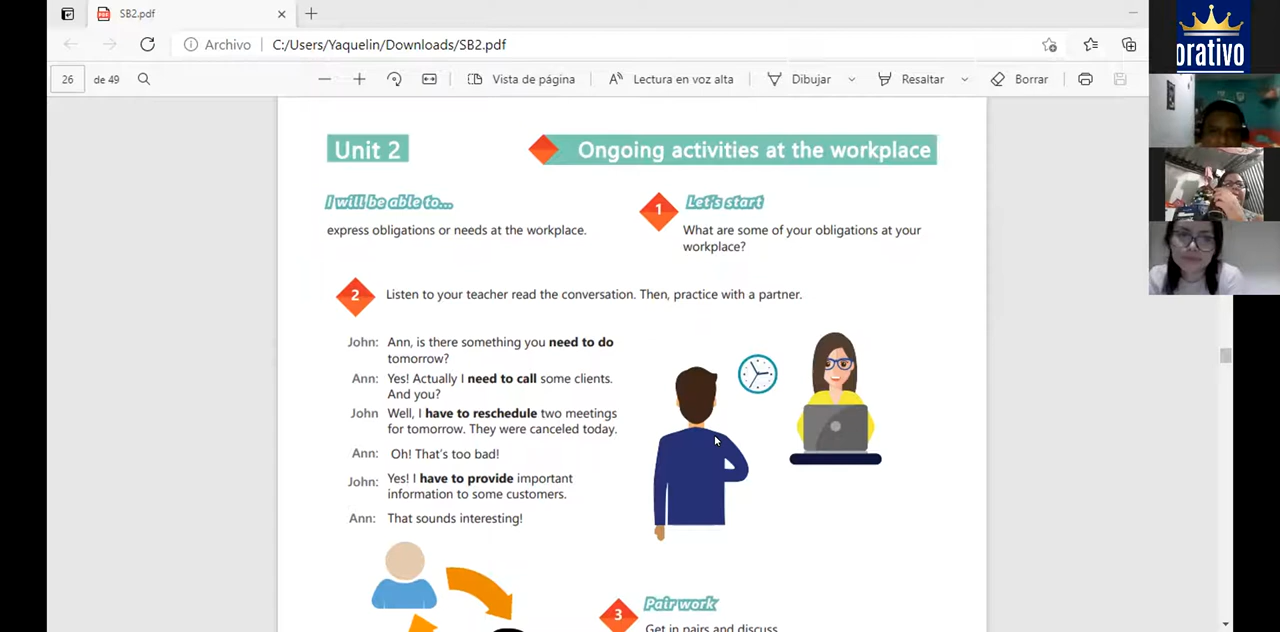 SB2.pdf
Archivo
C:/Users/Yaquelin/Downloads/SB2.pdf
26
de 49
Vista de página
Lectura en voz alta
Dibujar
Resaltar
Borrar
orativo
Unit 2
Ongoing activities at the workplace
I will be able to...
express obligations or needs at the workplace.
1
Let's start
What are some of your obligations at your
workplace?
2
Listen to your teacher read the conversation. Then, practice with a partner.
John: Ann, is there something you need to do
tomorrow?
Ann: Yes! Actually I need to call some clients.
And you?
John Well, I have to reschedule two meetings
for tomorrow. They were canceled today.
Ann: Oh! That's too bad!
John: Yes! I have to provide important
information to some customers.
Ann: That sounds interesting!
3
Pair work
Get in pairs and discuss